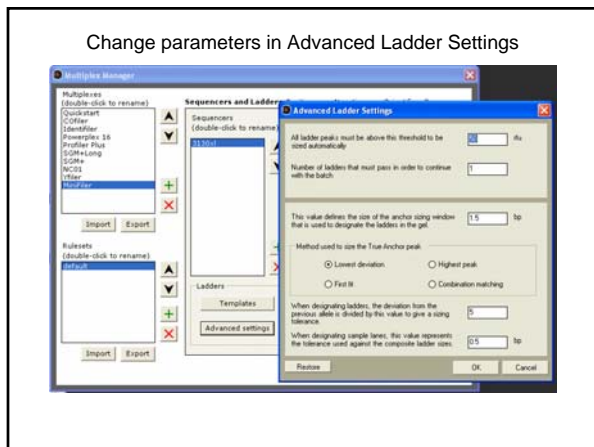 Change parameters in Advanced Ladder Settings
Multiplex Manager
Multiplexes
(double-click to rename)
Quickstart
COfiler
Identifiler
Powerplex 16
Profiler Plus
SGM+Long
SGM+
NC01
Yfiler
MiniFiler
Import Export
Rulesets
(double-click to rename)
default
Import Export
Sequencers and Ladders
Sequencers
(double-click to rename)
3130xl
Ladders
Templates
Advanced settings
Advanced Ladder Settings
All ladder peaks must be above this threshold to be
sized automatically
rfu
Number of ladders that must pass in order to continue
with the batch
1
This value defines the size of the anchor sizing window
that is used to designate the ladders in the gel.
1.5 bp
Method used to size the True Anchor peak
Lowest deviation Highest peak
First fit Combination matching
When designating ladders, the deviation from the
previous allele is divided by this value to give a sizing
tolerance.
5
When designating sample lanes, this value represents
the tolerance used against the composite ladder sizes.
0.5 bp
Restore OK Cancel